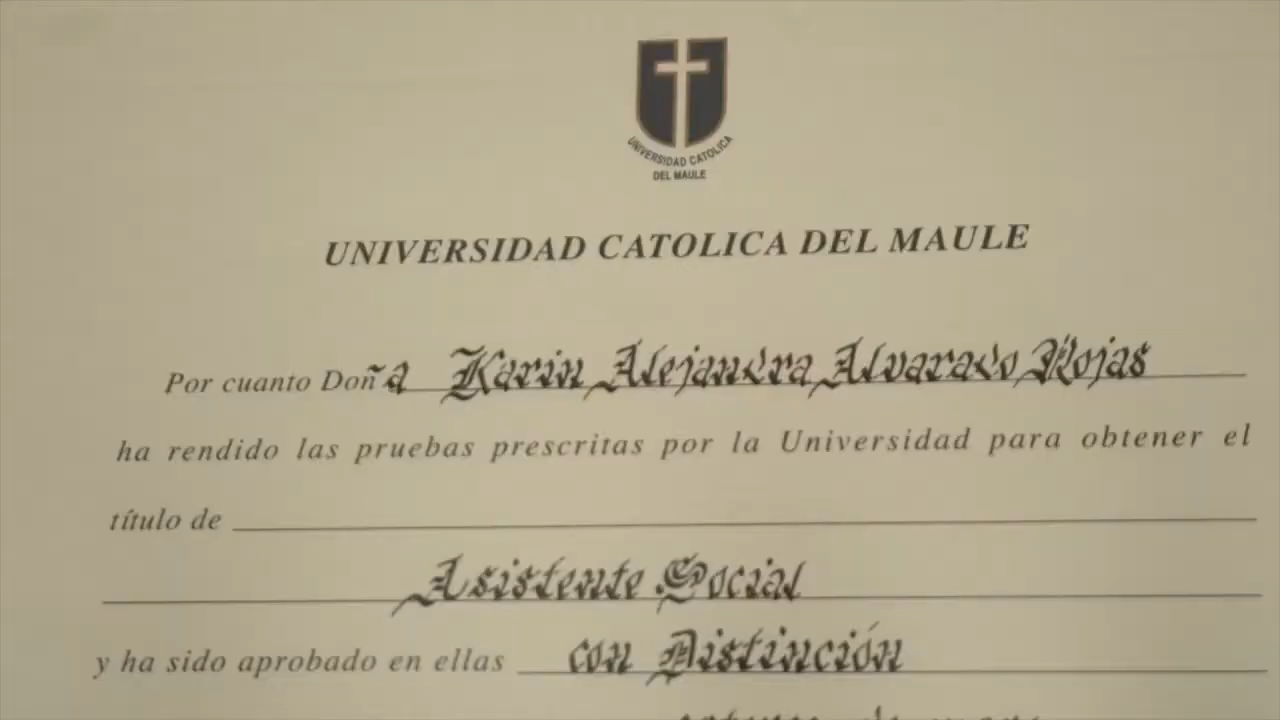 UNIVERSIDAD CATOLICA
DEL MAULE
UNIVERSIDAD CATOLICA DEL MAULE
Por cuanto Doña Karin Alejandra Alvarado Rojas
ha rendido las pruebas prescritas por la Universidad para obtener el
título de
Asistente Social
y ha sido aprobado en ellas con Distinción